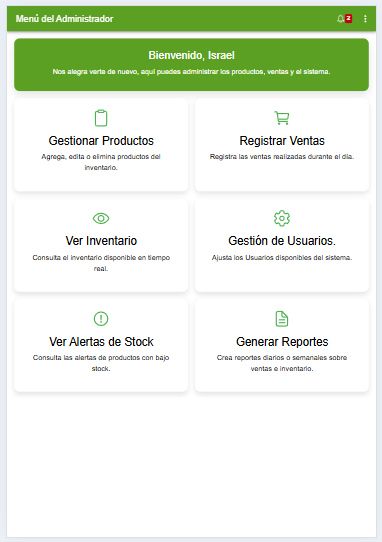 Menú del Administrador
2
Bienvenido, Israel
Nos alegra verte de nuevo, aquí puedes administrar los productos, ventas y el sistema.
Gestionar Productos
Agrega, edita o elimina productos del
inventario.
Registrar Ventas
Registra las ventas realizadas durante el día.
Ver Inventario
Consulta el inventario disponible en tiempo
real.
Gestión de Usuarios.
Ajusta los Usuarios disponibles del sistema.
Ver Alertas de Stock
Consulta las alertas de productos con bajo
stock.
Generar Reportes
Crea reportes diarios o semanales sobre
ventas e inventario.